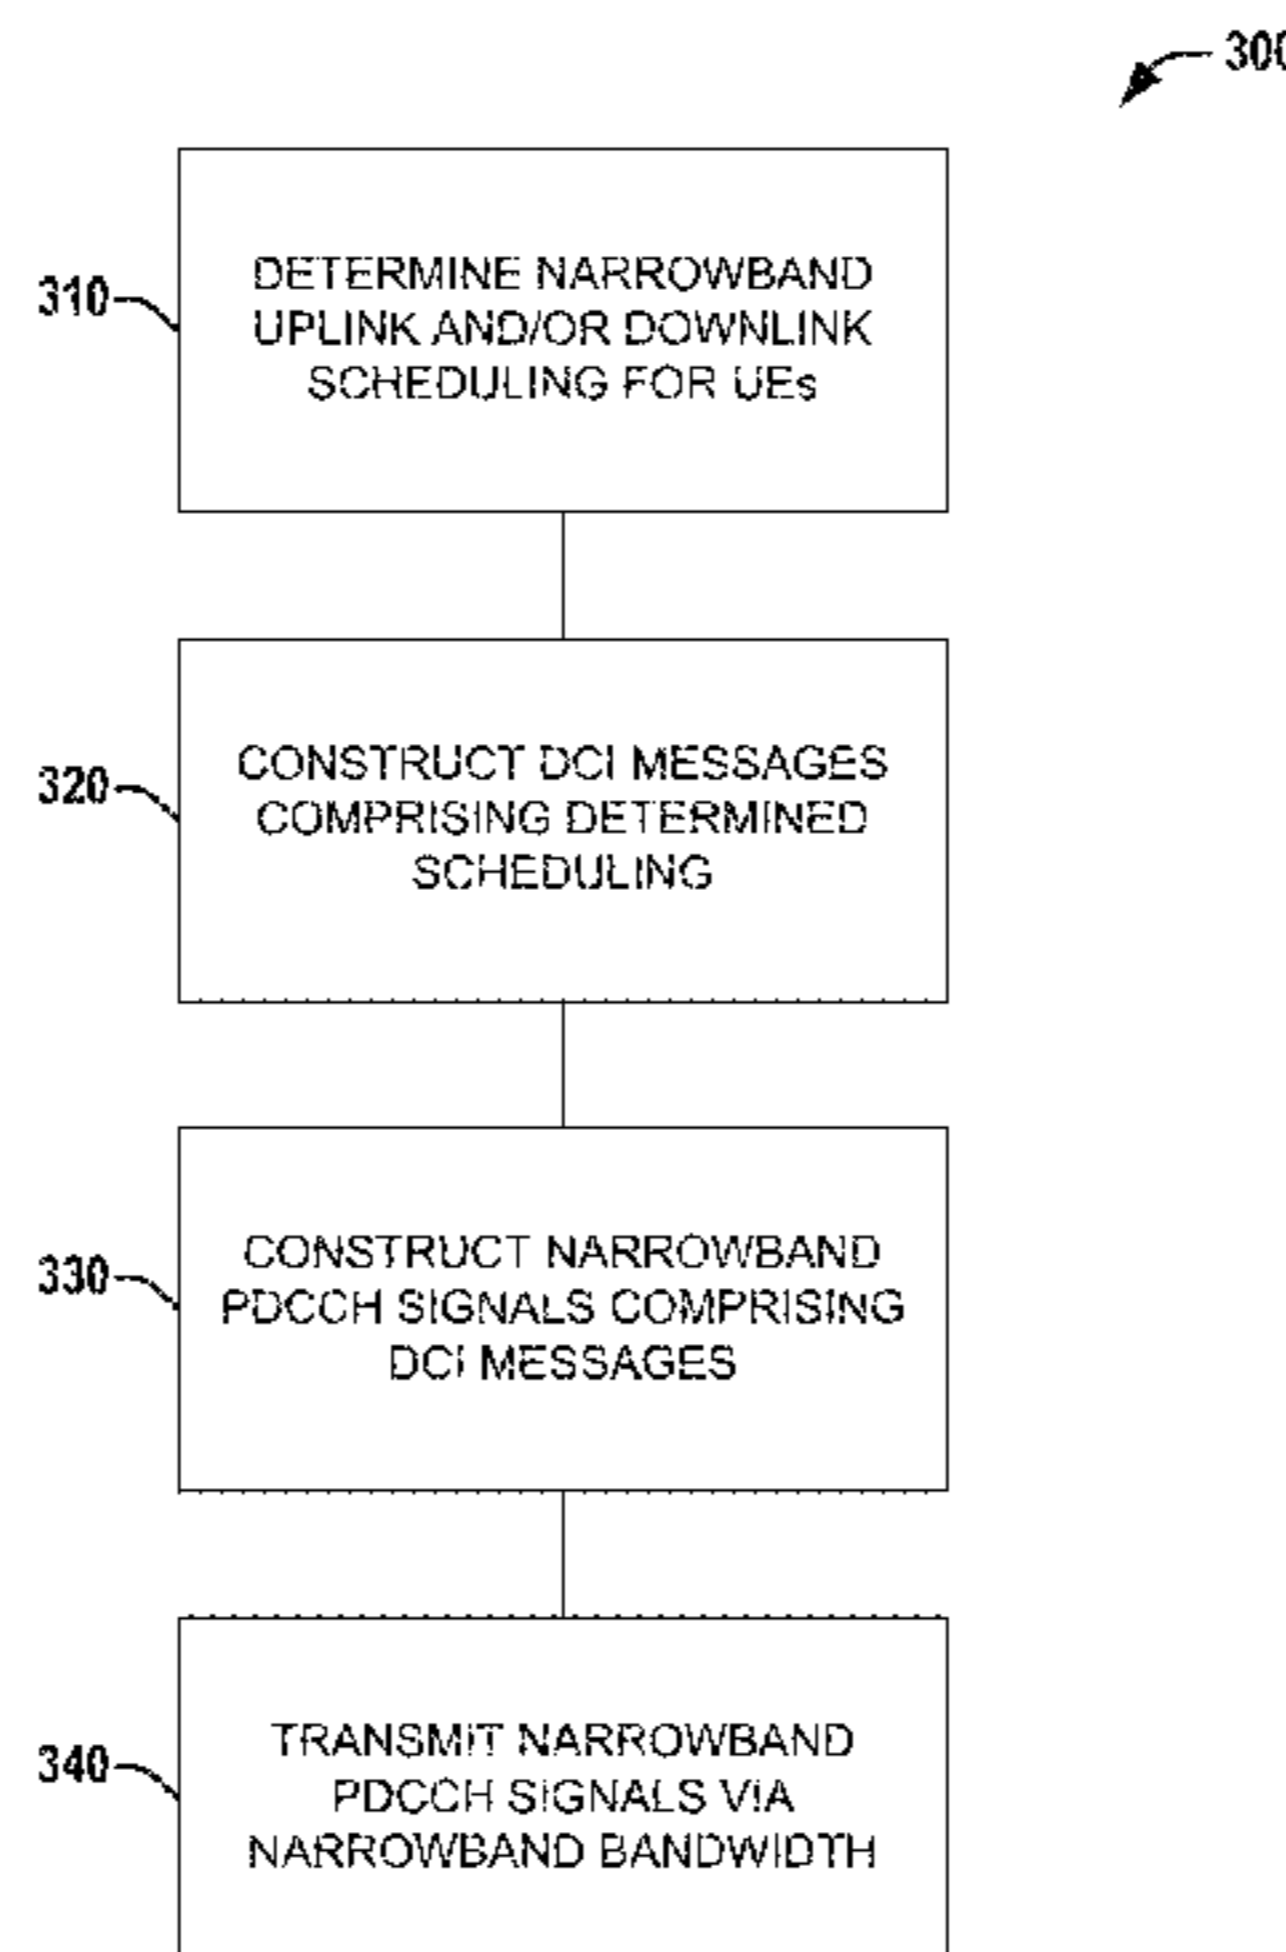 300
310
DETERMINE NARROWBAND
UPLINK AND/OR DOWNLINK
SCHEDULING FOR UEs
320
CONSTRUCT DCI MESSAGES
COMPRISING DETERMINED
SCHEDULING
330
CONSTRUCT NARROWBAND
PDCCH SIGNALS COMPRISING
DCI MESSAGES
340
TRANSMIT NARROWBAND
PDCCH SIGNALS VIA
NARROWBAND BANDWIDTH